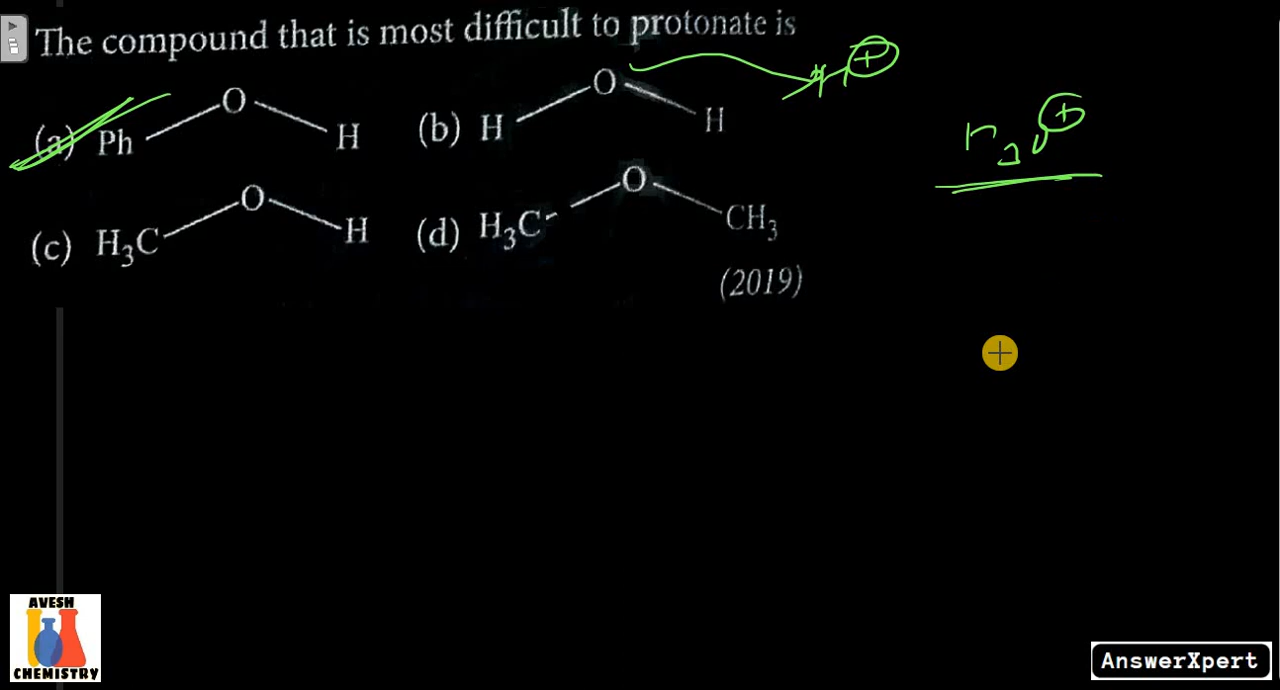 The compound that is most difficult to protonate is
(a) Ph O H (b) H O H
(c) H₃C O H (d) H₃C O CH₃
(2019)
AVESH
CHEMISTRY
AnswerXpert